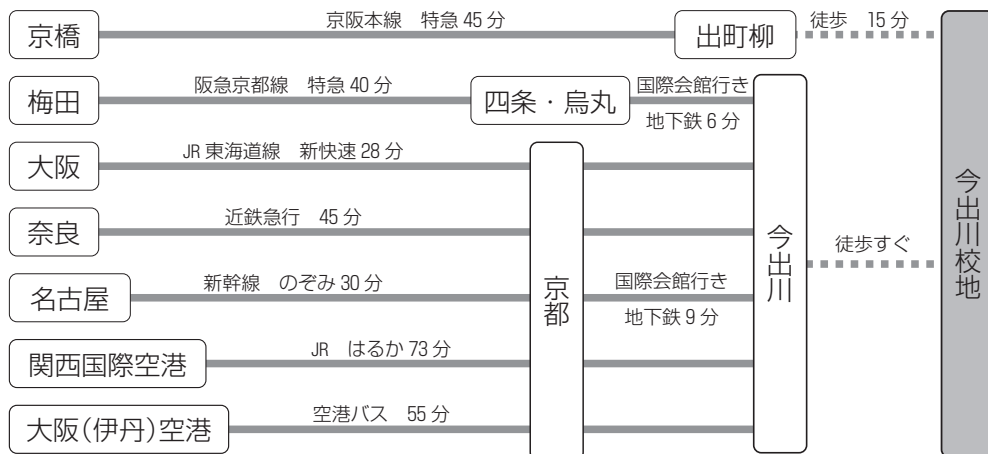 京橋 京阪本線 特急 45 分 出町柳 徒歩 15 分
梅田 阪急京都線 特急 40 分 四条・烏丸 国際会館行き
地下鉄 6 分
大阪 JR 東海道線 新快速 28 分
奈良 近鉄急行 45 分
名古屋 新幹線 のぞみ 30 分 京都 国際会館行き
地下鉄 9 分
今出川 徒歩すぐ 今出川校地
関西国際空港 JR はるか 73 分
大阪(伊丹)空港 空港バス 55 分